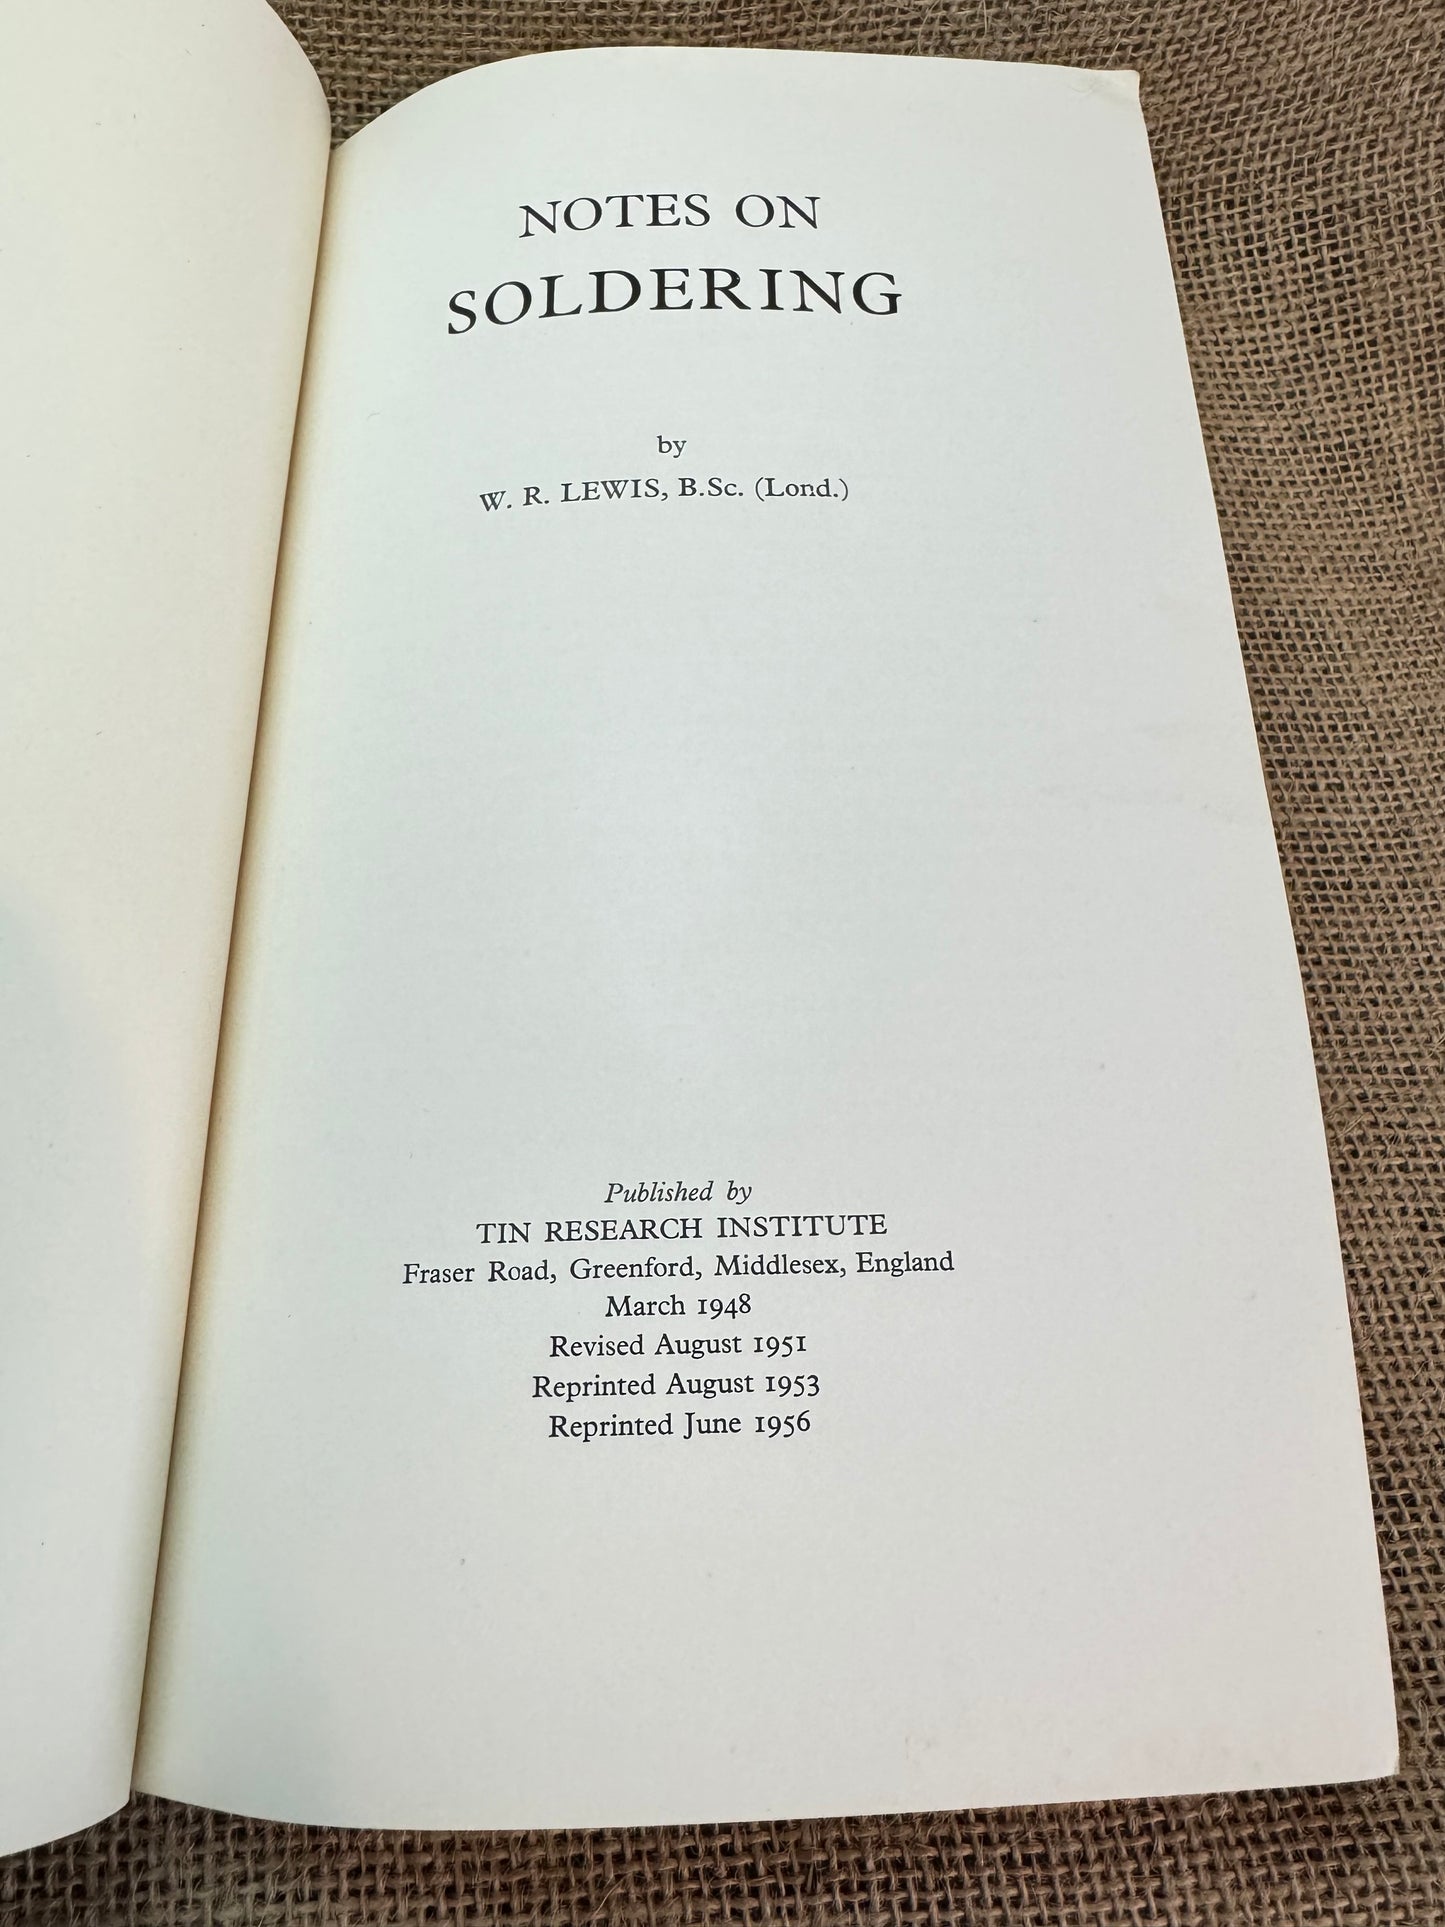 NOTES ON
SOLDERING
by
W. R. LEWIS, B.Sc. (Lond.)
Published by
TIN RESEARCH INSTITUTE
Fraser Road, Greenford, Middlesex, England
March 1948
Revised August 1951
Reprinted August 1953
Reprinted June 1956